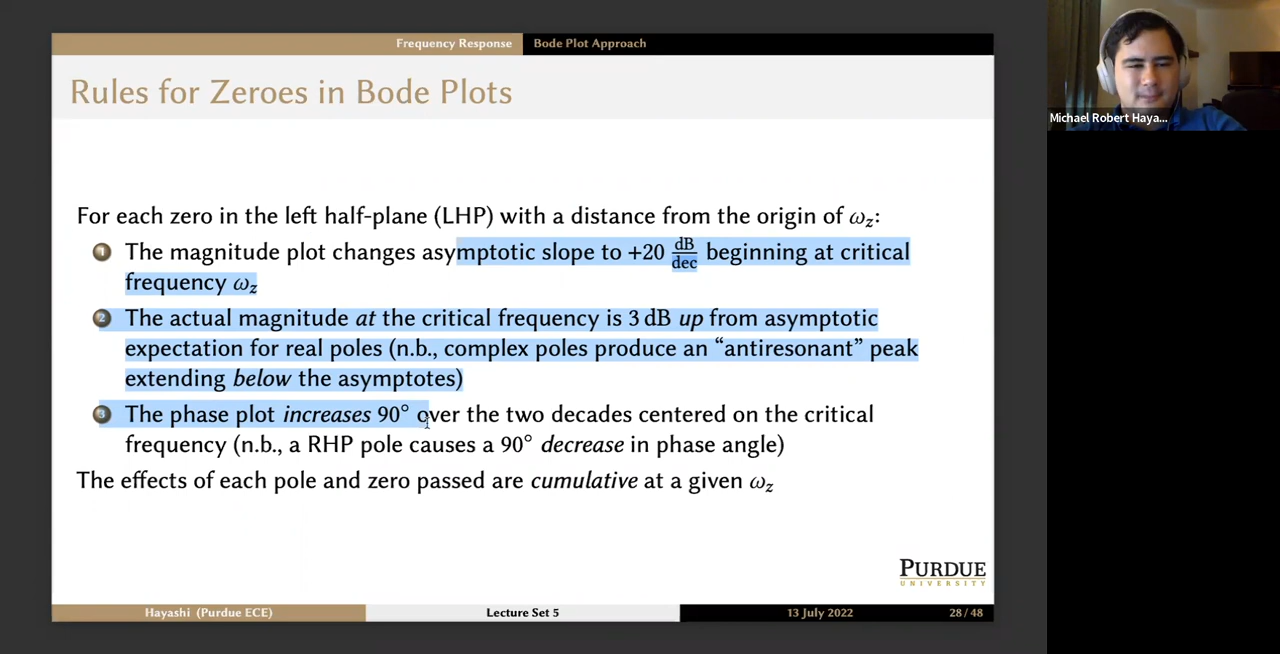 Frequency Response Bode Plot Approach
Rules for Zeroes in Bode Plots
Michael Robert Haya...
For each zero in the left half-plane (LHP) with a distance from the origin of ω_z:
1 The magnitude plot changes asymptotic slope to +20 dB/dec beginning at critical
frequency ω_z
2 The actual magnitude at the critical frequency is 3 dB up from asymptotic
expectation for real poles (n.b., complex poles produce an “antiresonant” peak
extending below the asymptotes)
3 The phase plot increases 90° over the two decades centered on the critical
frequency (n.b., a RHP pole causes a 90° decrease in phase angle)
The effects of each pole and zero passed are cumulative at a given ω_z
PURDUE
UNIVERSITY
Hayashi (Purdue ECE) Lecture Set 5 13 July 2022 28 / 48